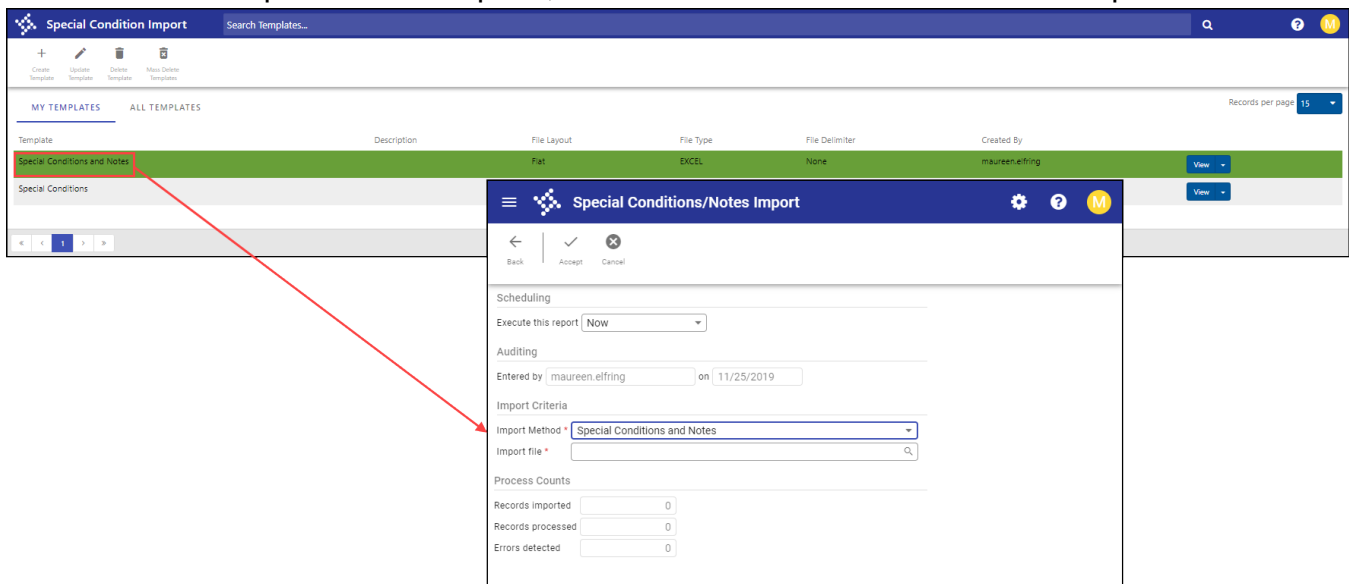 Special Condition Import Search Templates... ? M
Create Template Update Template Delete Template Mass Delete Templates
MY TEMPLATES ALL TEMPLATES Records per page 15
Template Description File Layout File Type File Delimiter Created By
Special Conditions and Notes Flat EXCEL None maureen.elfring View
Special Conditions View
« < 1 > »
Special Conditions/Notes Import ? M
Back Accept Cancel
Scheduling
Execute this report Now
Auditing
Entered by maureen.elfring on 11/25/2019
Import Criteria
Import Method * Special Conditions and Notes
Import file *
Process Counts
Records imported 0
Records processed 0
Errors detected 0